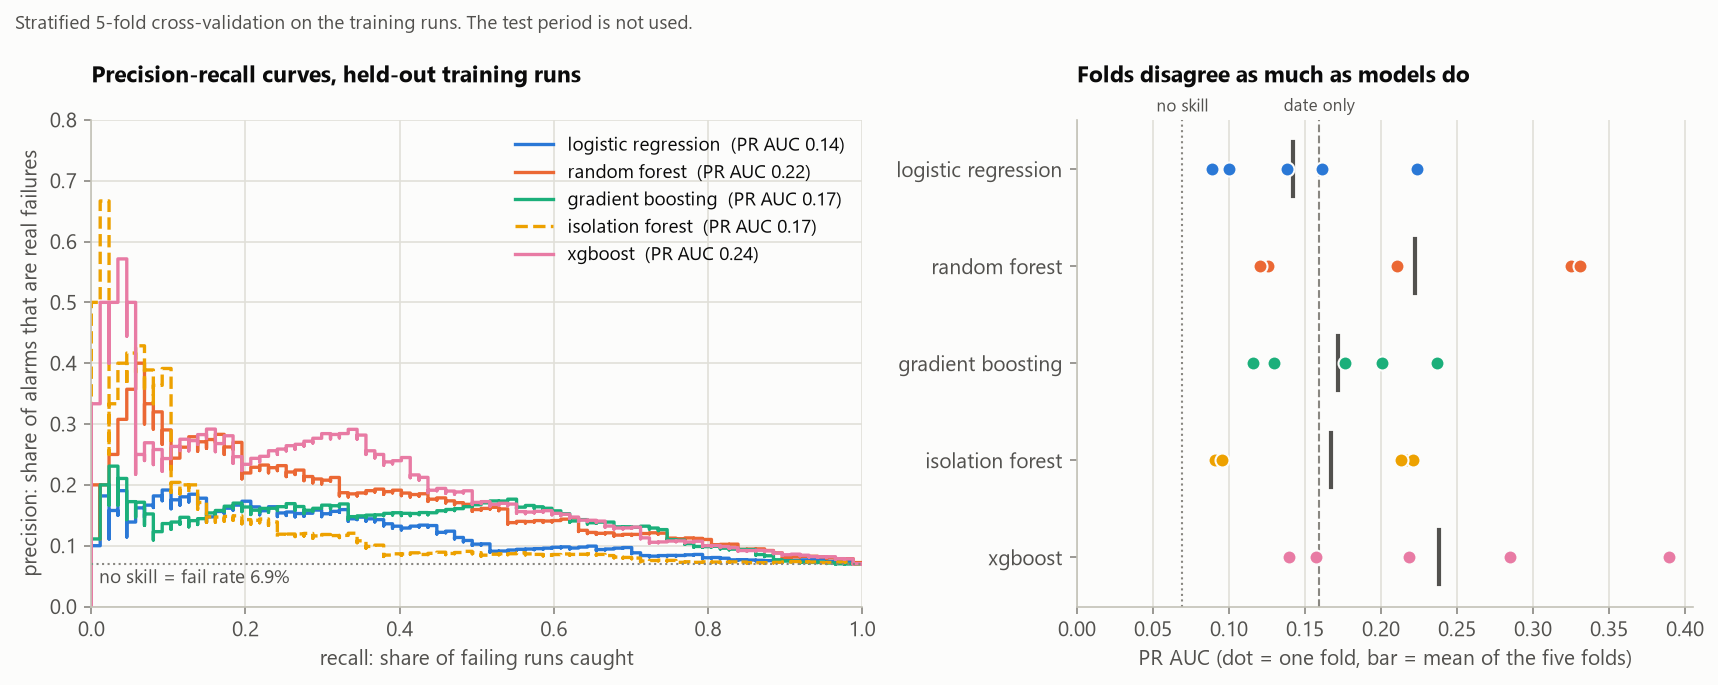 Stratified 5-fold cross-validation on the training runs. The test period is not used.
Precision-recall curves, held-out training runs
precision: share of alarms that are real failures
0.8
0.7
0.6
0.5
0.4
0.3
0.2
0.1
0.0
logistic regression (PR AUC 0.14)
random forest (PR AUC 0.22)
gradient boosting (PR AUC 0.17)
isolation forest (PR AUC 0.17)
xgboost (PR AUC 0.24)
no skill = fail rate 6.9%
0.0 0.2 0.4 0.6 0.8 1.0
recall: share of failing runs caught
Folds disagree as much as models do
no skill date only
logistic regression
random forest
gradient boosting
isolation forest
xgboost
0.00 0.05 0.10 0.15 0.20 0.25 0.30 0.35 0.40
PR AUC (dot = one fold, bar = mean of the five folds)